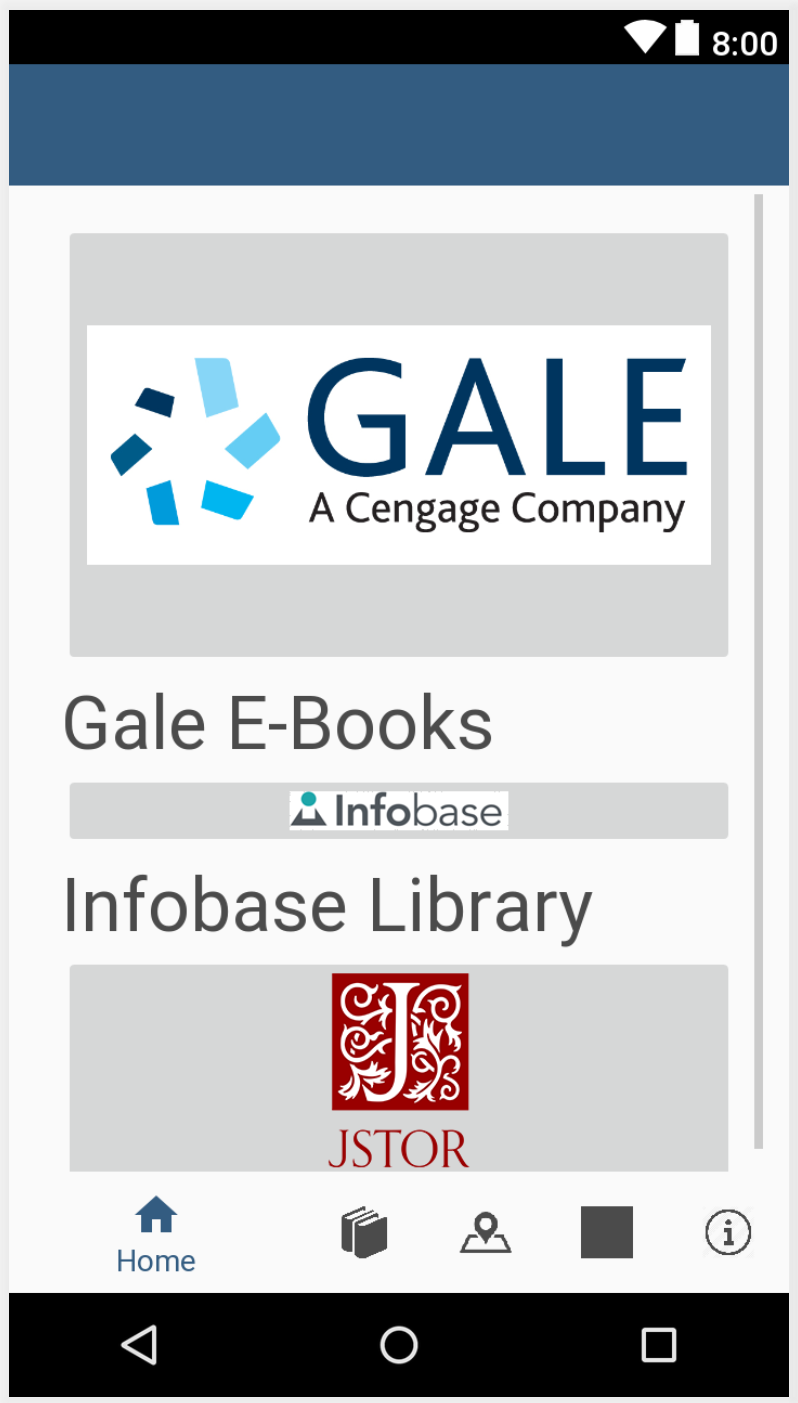 8:00
GALE
A Cengage Company
Gale E-Books
Infobase
Infobase Library
J
JSTOR
Home